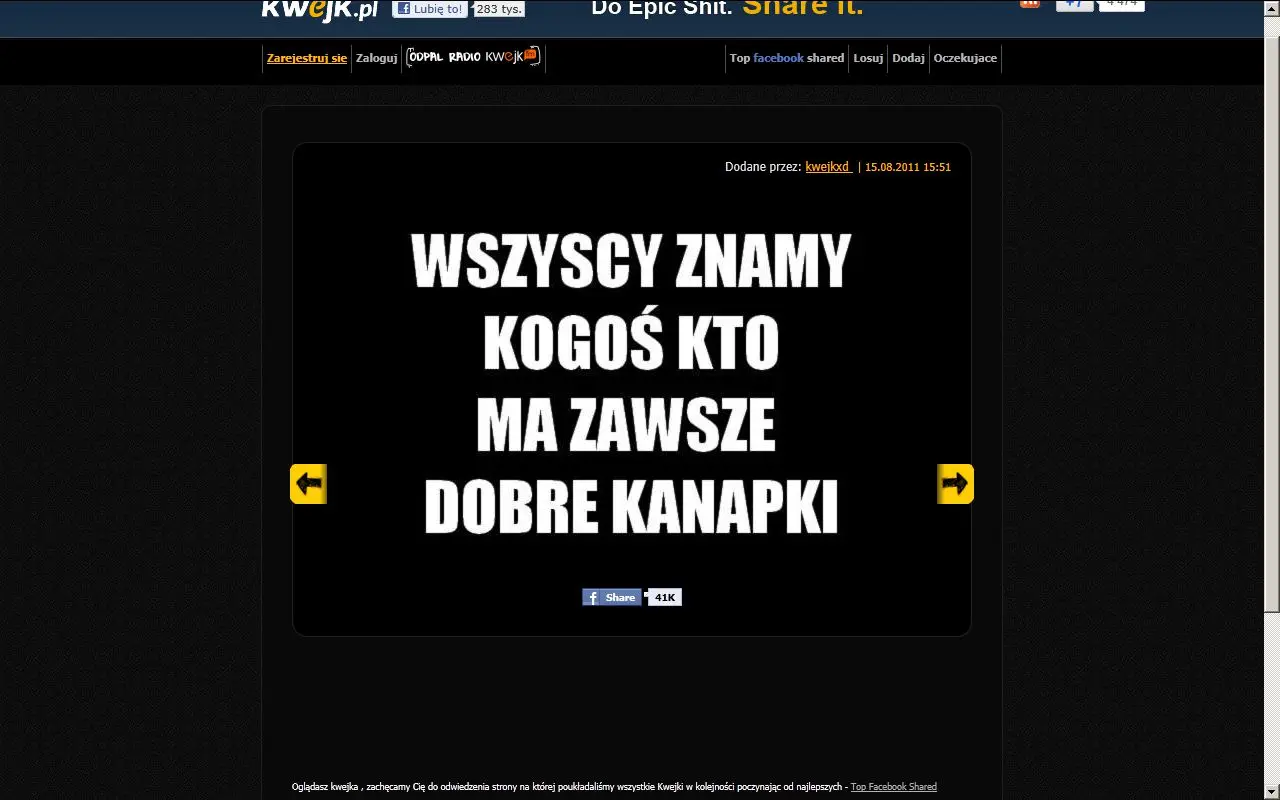 KWEJK.pl Lubię to! 283 tys. Do Epic Shit. Share it. +1
Zarejestruj sie Zaloguj ODPAL RADIO KWEJK Top facebook shared Losuj Dodaj Oczekujace
Dodane przez: kwejkxd | 15.08.2011 15:51
WSZYSCY ZNAMY
KOGOŚ KTO
MA ZAWSZE
DOBRE KANAPKI
Share 41K
Oglądasz kwejka , zachęcamy Cię do odwiedzenia strony na której poukładaliśmy wszystkie Kwejki w kolejności poczynając od najlepszych - Top Facebook Shared